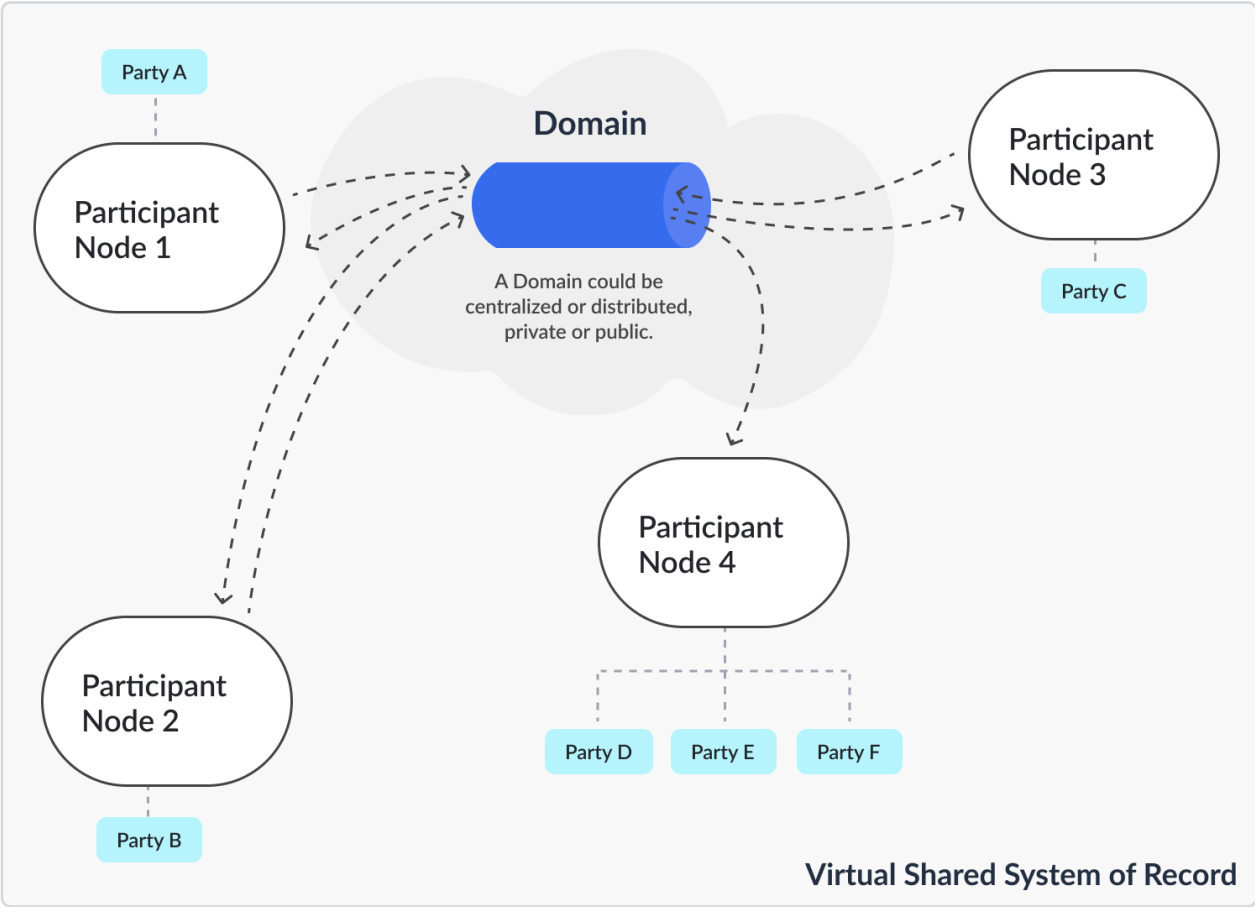 Party A
Domain
Participant
Node 1
Participant
Node 3
A Domain could be
centralized or distributed,
private or public.
Party C
Participant
Node 4
Participant
Node 2
Party D
Party E
Party F
Party B
Virtual Shared System of Record